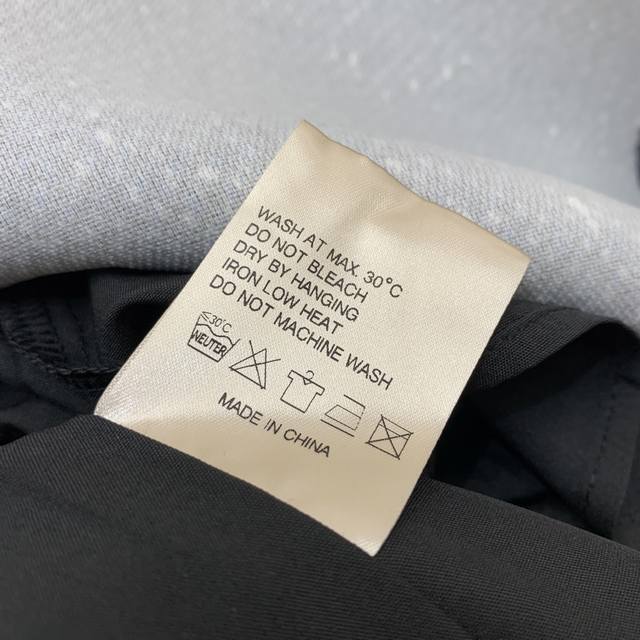 WASH AT MAX. 30°C
DO NOT BLEACH
DRY BY HANGING
IRON LOW HEAT
DO NOT MACHINE WASH
≤30°C
NEUTER
MADE IN CHINA